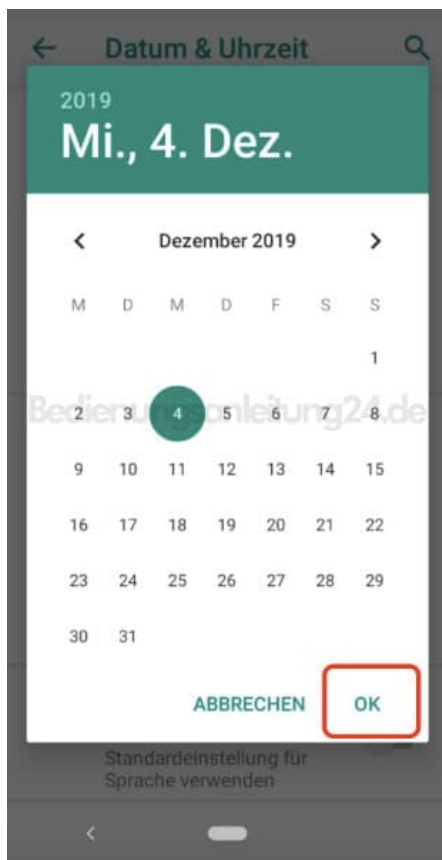 Datum & Uhrzeit
2019
Mi., 4. Dez.
Dezember 2019
M D M D F S S
1
2 3 4 5 6 7 8
Bedienungsanleitung24.de
9 10 11 12 13 14 15
16 17 18 19 20 21 22
23 24 25 26 27 28 29
30 31
ABBRECHEN OK
Standardeinstellung für
Sprache verwenden